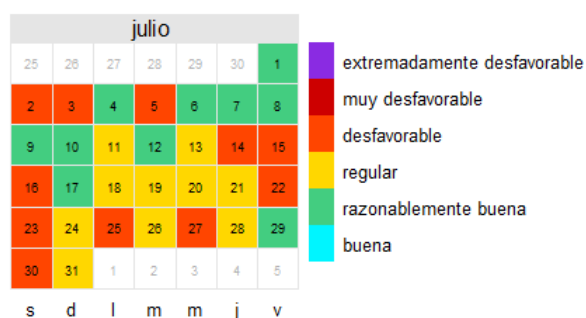 julio
25 26 27 28 29 30 1
2 3 4 5 6 7 8
9 10 11 12 13 14 15
16 17 18 19 20 21 22
23 24 25 26 27 28 29
30 31 1 2 3 4 5
s d l m m j v
extremadamente desfavorable
muy desfavorable
desfavorable
regular
razonablemente buena
buena